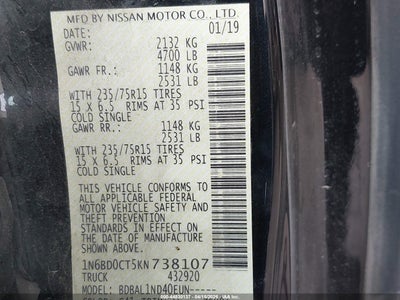 MFD BY NISSAN MOTOR CO., LTD.
DATE: 01/19
GVWR: 2132 KG
4700 LB
GAWR FR.: 1148 KG
2531 LB
WITH 235/75R15 TIRES
15 X 6.5 RIMS AT 35 PSI
COLD SINGLE
GAWR RR.: 1148 KG
2531 LB
WITH 235/75R15 TIRES
15 X 6.5 RIMS AT 35 PSI
COLD SINGLE
THIS VEHICLE CONFORMS TO
ALL APPLICABLE FEDERAL
MOTOR VEHICLE SAFETY
STANDARDS IN EFFECT ON
THE DATE OF MANUFACTURE
SHOWN ABOVE.
1N6BD0CT5KN738107
TRUCK 432920
MODEL: BDBAL1ND4OEUN-----